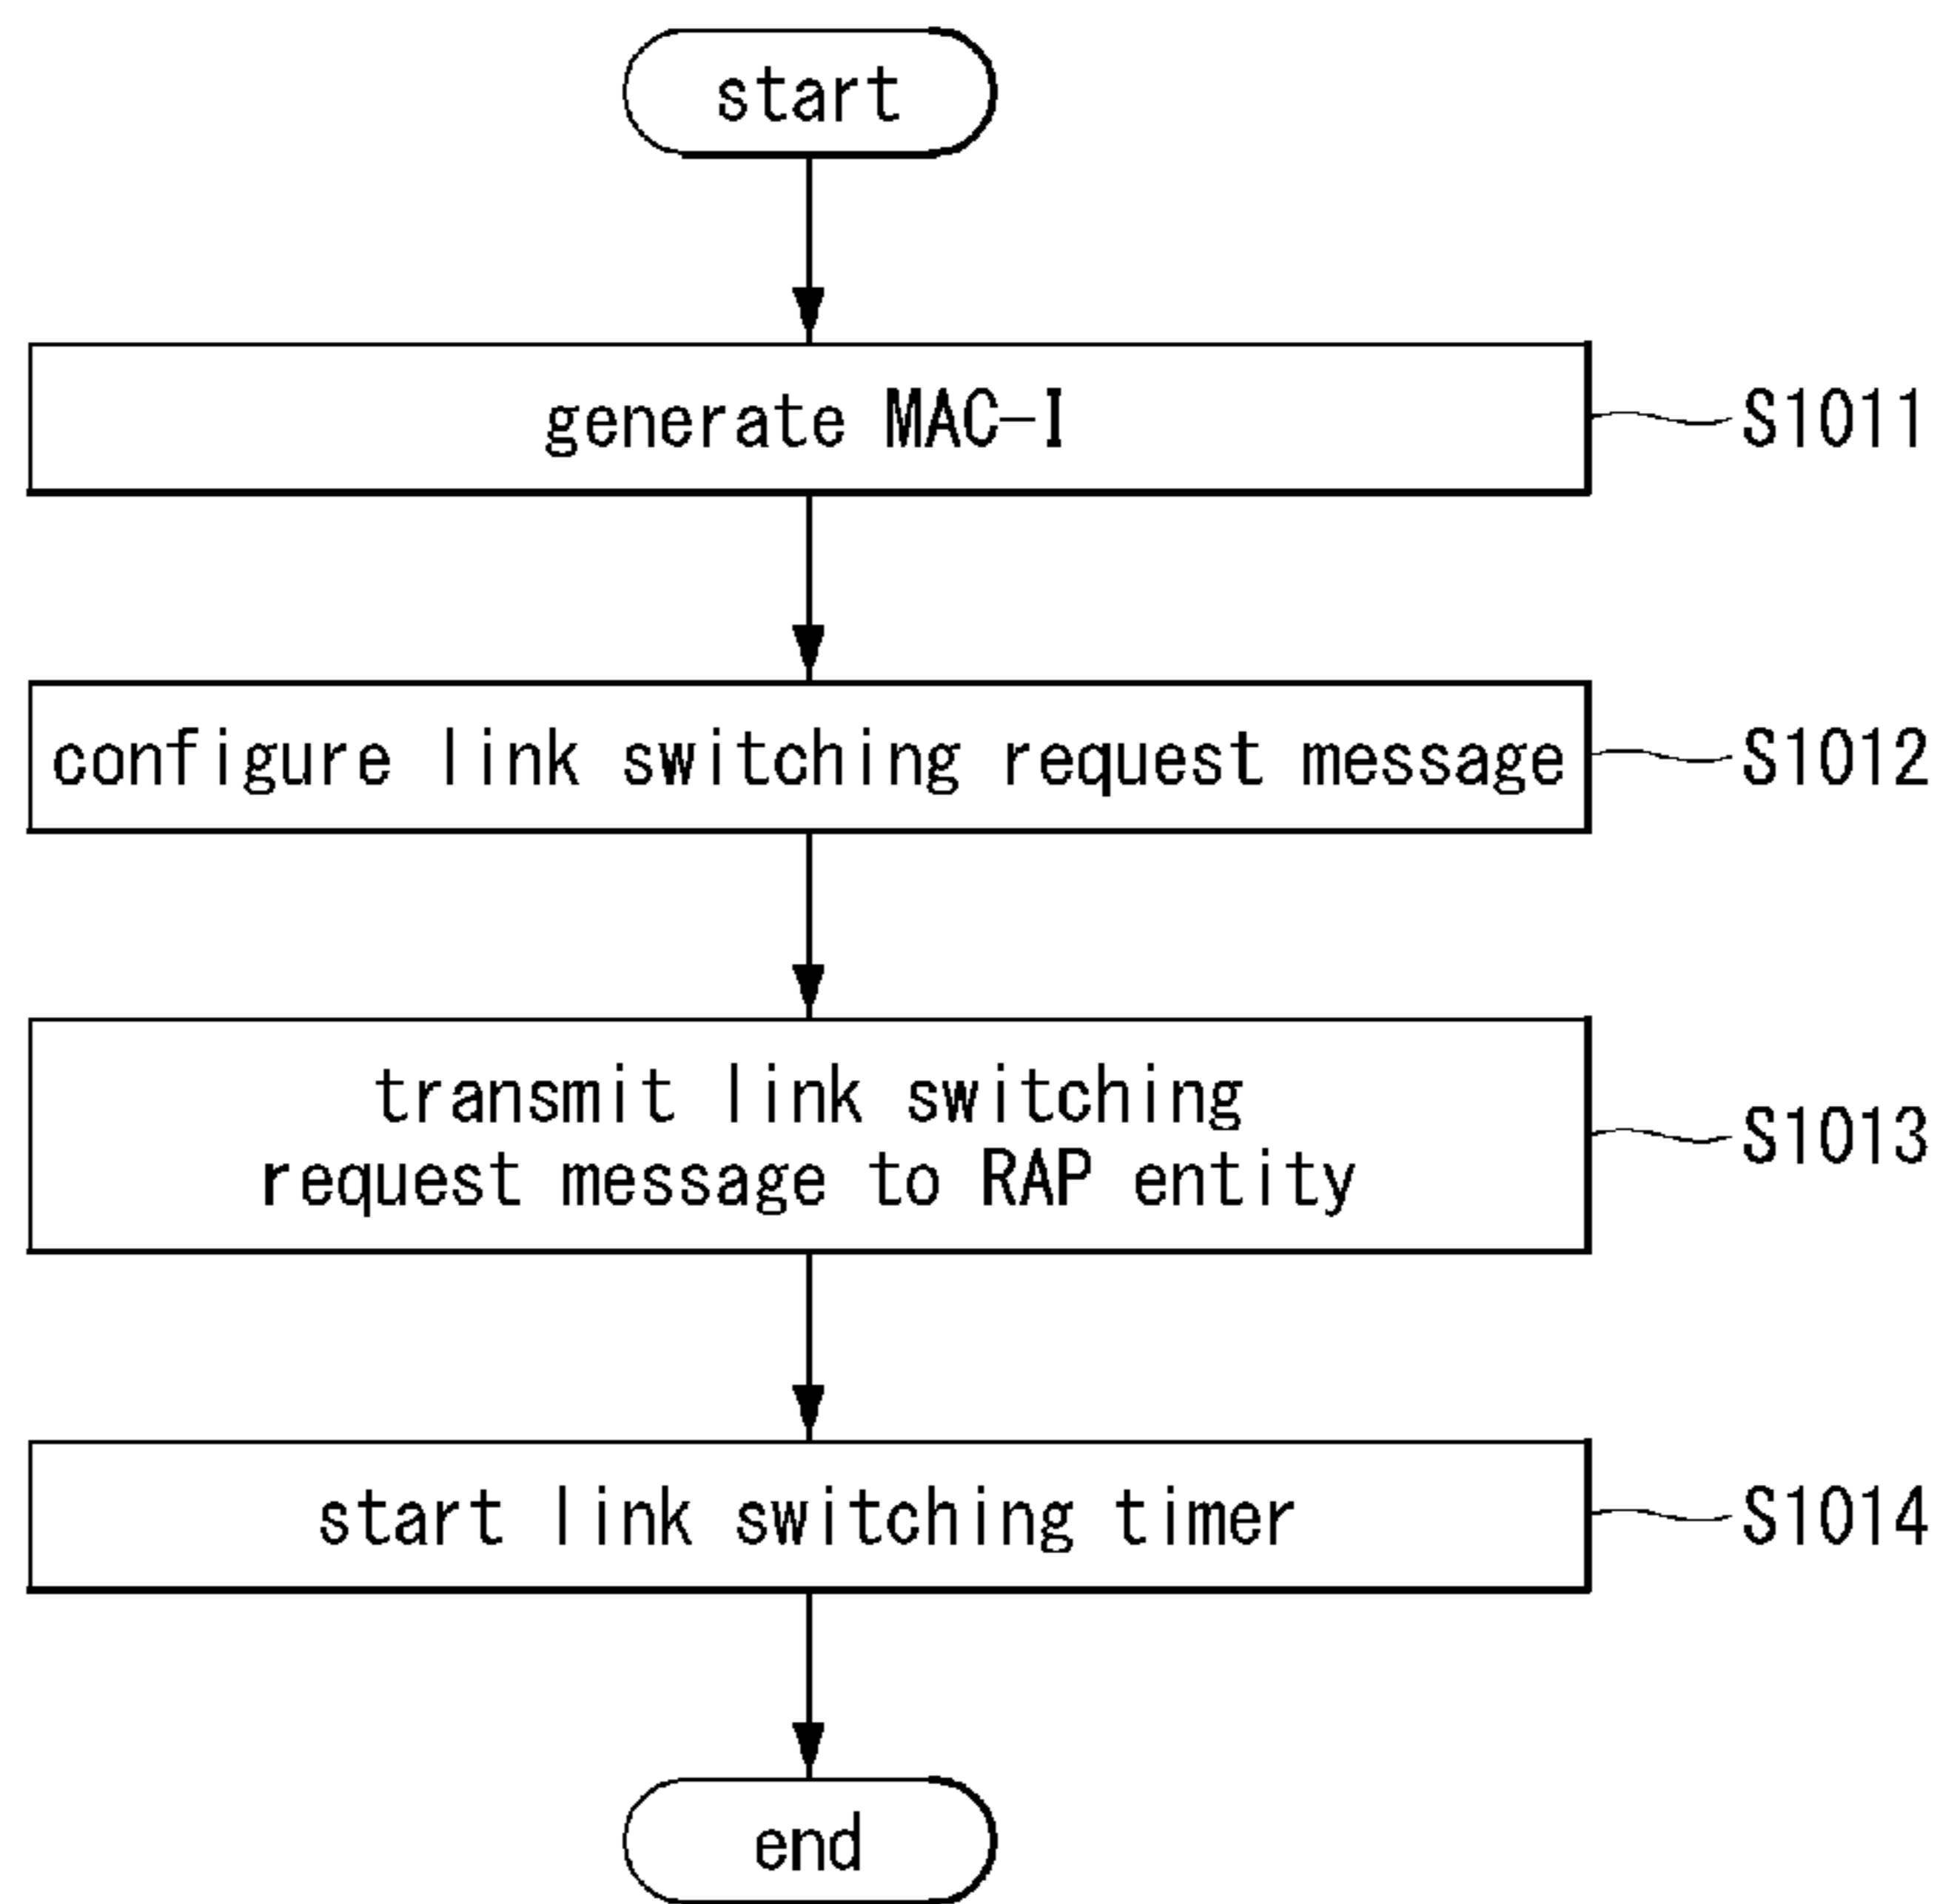 start
generate MAC-I
S1011
configure link switching request message
S1012
transmit link switching
request message to RAP entity
S1013
start link switching timer
S1014
end